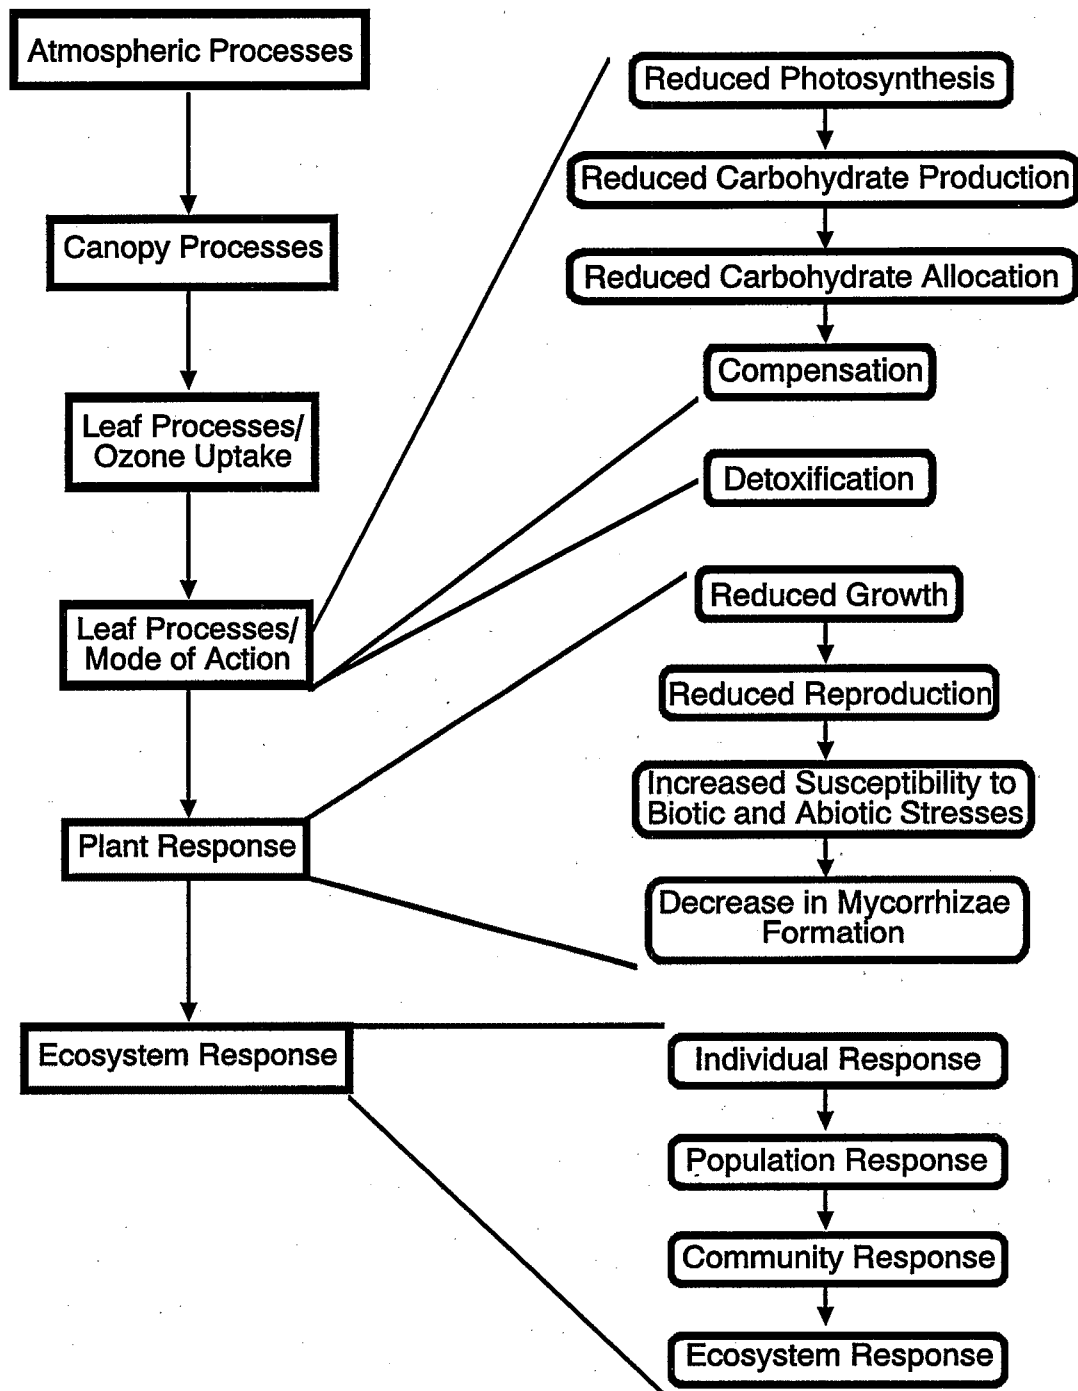 Atmospheric Processes
Canopy Processes
Leaf Processes/
Ozone Uptake
Leaf Processes/
Mode of Action
Plant Response
Ecosystem Response
Reduced Photosynthesis
Reduced Carbohydrate Production
Reduced Carbohydrate Allocation
Compensation
Detoxification
Reduced Growth
Reduced Reproduction
Increased Susceptibility to
Biotic and Abiotic Stresses
Decrease in Mycorrhizae
Formation
Individual Response
Population Response
Community Response
Ecosystem Response